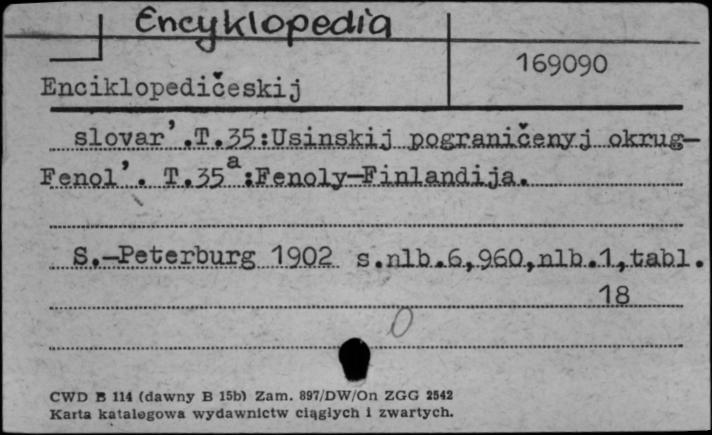 Encyklopedia
169090
Enciklopedičeskij
slovar’.T.35:Usinskij pograničenyj okrug-
Fenol’. T.35a:Fenoly-Finlandija.
S.-Peterburg 1902 s.nlb.6,960,nlb.1,tabl.
18
0
CWD B 114 (dawny B 15b) Zam. 897/DW/On ZGG 2542
Karta katalogowa wydawnictw ciągłych i zwartych.